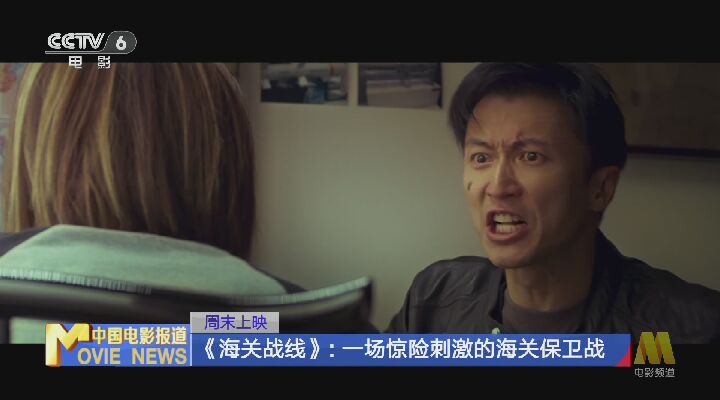 CCTV 6
电影
周末上映
中国电影报道
MOVIE NEWS
《海关战线》: 一场惊险刺激的海关保卫战
M
电影频道